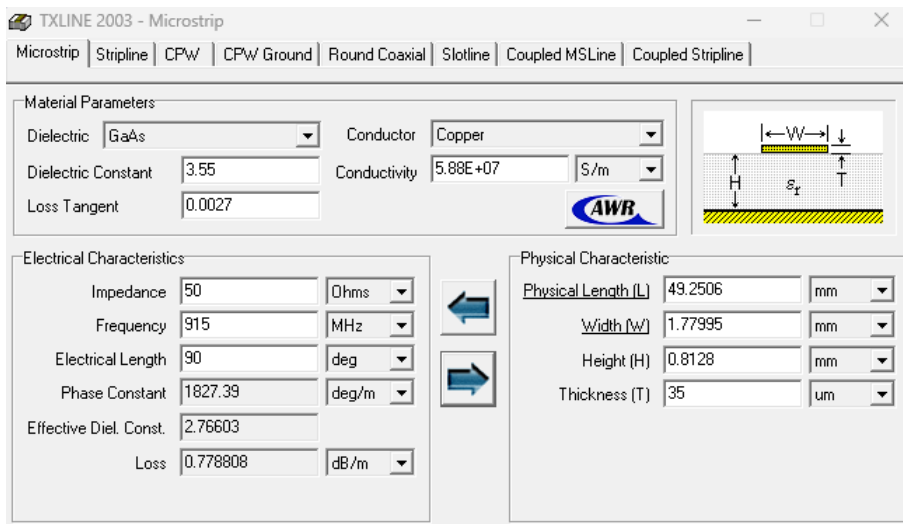 TXLINE 2003 - Microstrip
Microstrip Stripline CPW CPW Ground Round Coaxial Slotline Coupled MSLine Coupled Stripline
Material Parameters
Dielectric GaAs Conductor Copper
Dielectric Constant 3.55 Conductivity 5.88E+07 S/m
Loss Tangent 0.0027 AWR
W
H εr T
Electrical Characteristics
Impedance 50 Ohms
Frequency 915 MHz
Electrical Length 90 deg
Phase Constant 1827.39 deg/m
Effective Diel. Const. 2.76603
Loss 0.778808 dB/m
Physical Characteristic
Physical Length (L) 49.2506 mm
Width (W) 1.77995 mm
Height (H) 0.8128 mm
Thickness (T) 35 um